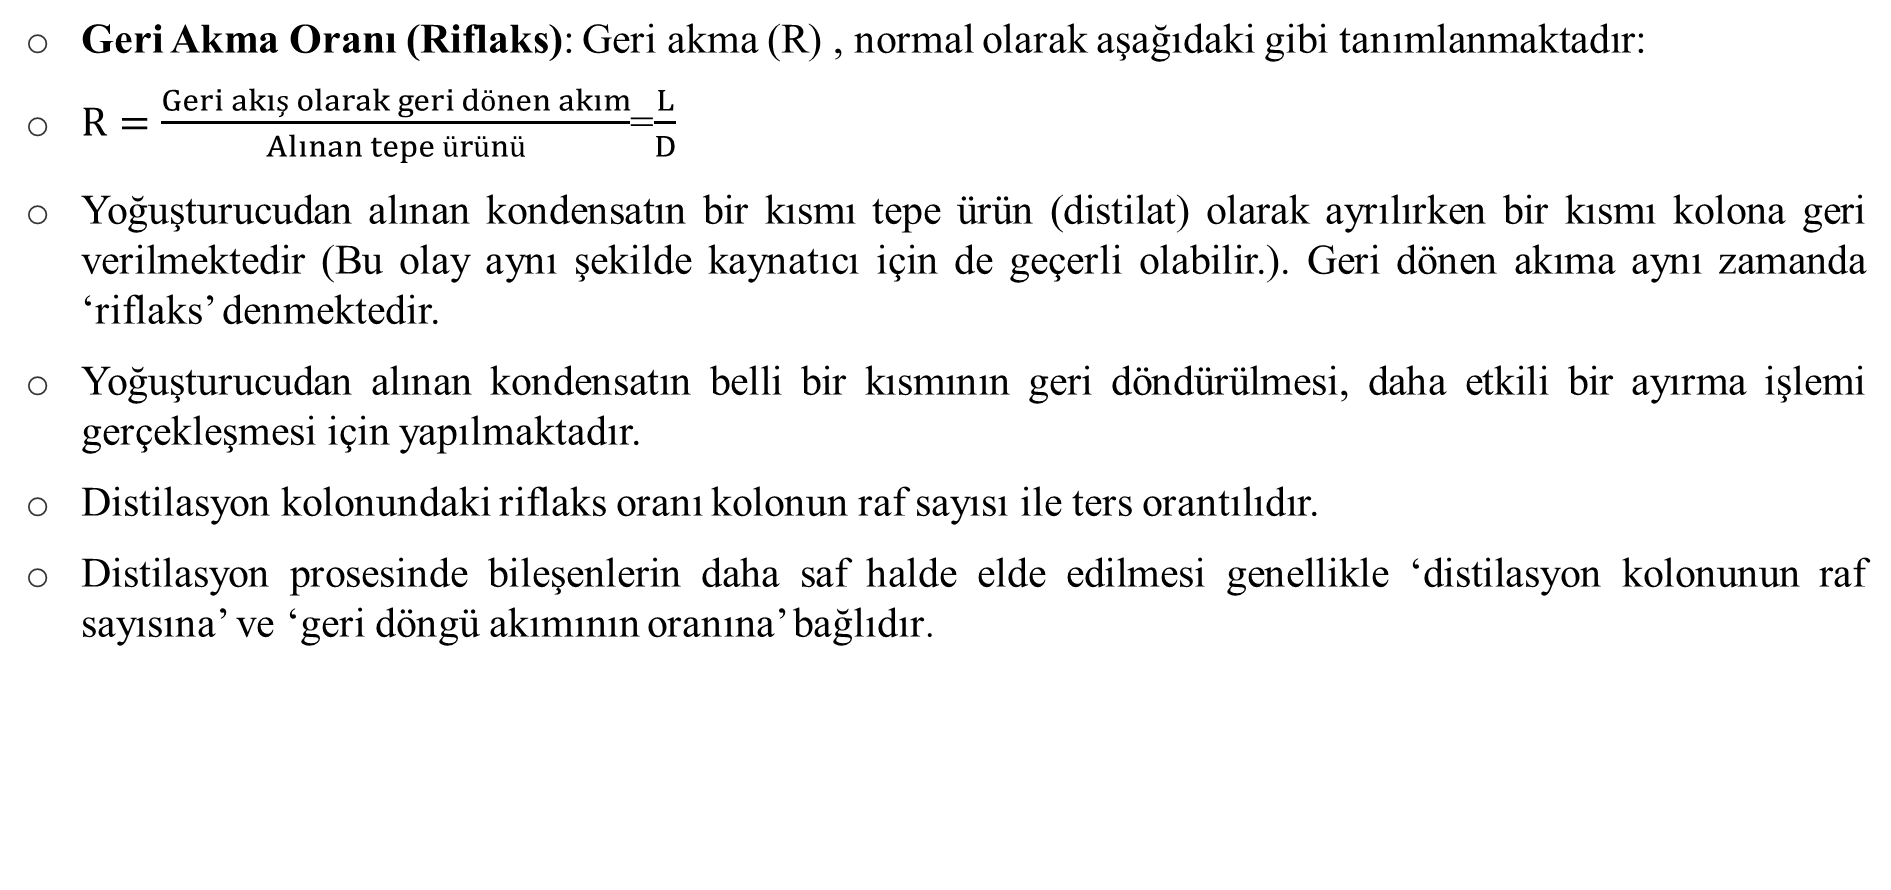 ○ Geri Akma Oranı (Riflaks): Geri akma (R) , normal olarak aşağıdaki gibi tanımlanmaktadır:
○ R = Geri akış olarak geri dönen akım / Alınan tepe ürünü = L / D
○ Yoğuşturucudan alınan kondensatın bir kısmı tepe ürün (distilat) olarak ayrılırken bir kısmı kolona geri
verilmektedir (Bu olay aynı şekilde kaynatıcı için de geçerli olabilir.). Geri dönen akıma aynı zamanda
‘riflaks’ denmektedir.
○ Yoğuşturucudan alınan kondensatın belli bir kısmının geri döndürülmesi, daha etkili bir ayırma işlemi
gerçekleşmesi için yapılmaktadır.
○ Distilasyon kolonundaki riflaks oranı kolonun raf sayısı ile ters orantılıdır.
○ Distilasyon prosesinde bileşenlerin daha saf halde elde edilmesi genellikle ‘distilasyon kolonunun raf
sayısına’ ve ‘geri döngü akımının oranına’ bağlıdır.